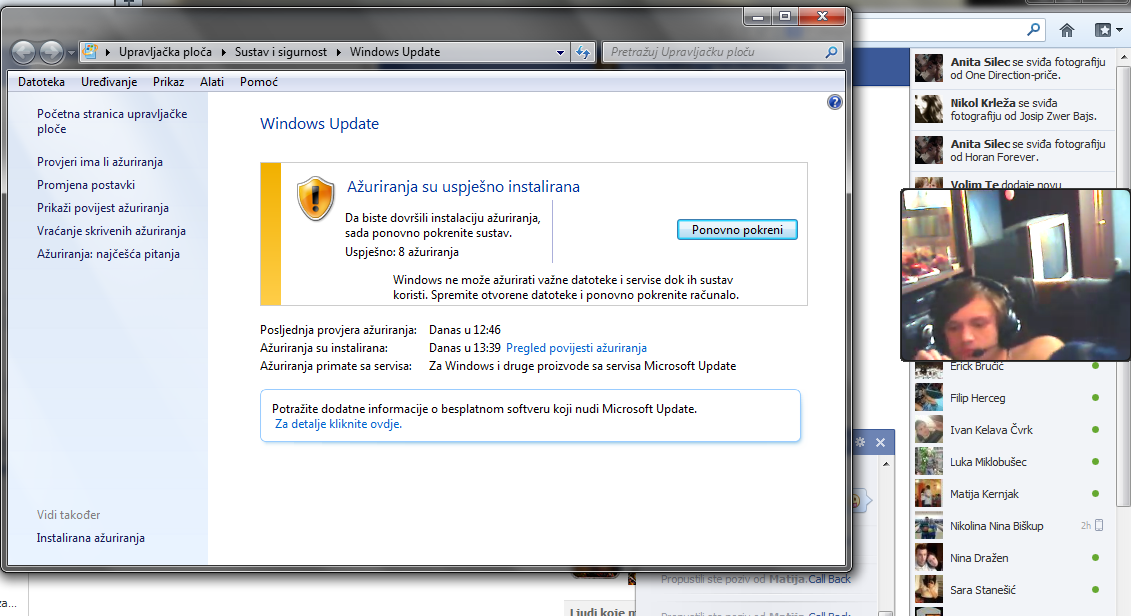 Upravljačka ploča
Sustav i sigurnost
Windows Update
Pretražuj Upravljačku ploču
Datoteka Uređivanje Prikaz Alati Pomoć
Početna stranica upravljačke
ploče
Provjeri ima li ažuriranja
Promjena postavki
Prikaži povijest ažuriranja
Vraćanje skrivenih ažuriranja
Ažuriranja: najčešća pitanja
Vidi također
Instalirana ažuriranja
Windows Update
Ažuriranja su uspješno instalirana
Da biste dovršili instalaciju ažuriranja,
sada ponovno pokrenite sustav.
Uspješno: 8 ažuriranja
Ponovno pokreni
Windows ne može ažurirati važne datoteke i servise dok ih sustav
koristi. Spremite otvorene datoteke i ponovno pokrenite računalo.
Posljednja provjera ažuriranja: Danas u 12:46
Ažuriranja su instalirana: Danas u 13:39 Pregled povijesti ažuriranja
Ažuriranja primate sa servisa: Za Windows i druge proizvode sa servisa Microsoft Update
Potražite dodatne informacije o besplatnom softveru koji nudi Microsoft Update.
Za detalje kliknite ovdje.
Anita Silec se sviđa fotografiju
od One Direction-priče.
Nikol Krleža se sviđa
fotografiju od Josip Zwer Bajs.
Anita Silec se sviđa fotografiju
od Horan Forever.
Volim Te dodaje novu
Erick Bručić
Filip Herceg
Ivan Kelava Čvrk
Luka Miklobušec
Matija Kernjak
Nikolina Nina Biškup 2h
Nina Dražen
Sara Stanešić
Propustili ste poziv od Matija. Call Back
Propustili ste poziv od Matija. Call Back
za...
Ljudi koje